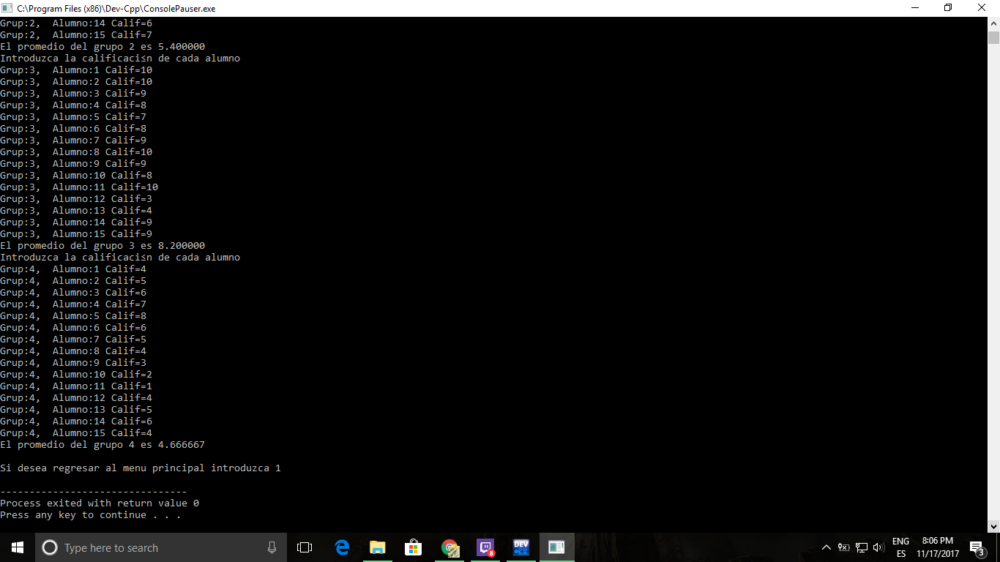 C:\Program Files (x86)\Dev-Cpp\ConsolePauser.exe
Grup:2,  Alumno:14 Calif=6
Grup:2,  Alumno:15 Calif=7
El promedio del grupo 2 es 5.400000
Introduzca la calificaci≤n de cada alumno
Grup:3,  Alumno:1 Calif=10
Grup:3,  Alumno:2 Calif=10
Grup:3,  Alumno:3 Calif=9
Grup:3,  Alumno:4 Calif=8
Grup:3,  Alumno:5 Calif=7
Grup:3,  Alumno:6 Calif=8
Grup:3,  Alumno:7 Calif=9
Grup:3,  Alumno:8 Calif=10
Grup:3,  Alumno:9 Calif=9
Grup:3,  Alumno:10 Calif=8
Grup:3,  Alumno:11 Calif=10
Grup:3,  Alumno:12 Calif=3
Grup:3,  Alumno:13 Calif=4
Grup:3,  Alumno:14 Calif=9
Grup:3,  Alumno:15 Calif=9
El promedio del grupo 3 es 8.200000
Introduzca la calificaci≤n de cada alumno
Grup:4,  Alumno:1 Calif=4
Grup:4,  Alumno:2 Calif=5
Grup:4,  Alumno:3 Calif=6
Grup:4,  Alumno:4 Calif=7
Grup:4,  Alumno:5 Calif=8
Grup:4,  Alumno:6 Calif=6
Grup:4,  Alumno:7 Calif=5
Grup:4,  Alumno:8 Calif=4
Grup:4,  Alumno:9 Calif=3
Grup:4,  Alumno:10 Calif=2
Grup:4,  Alumno:11 Calif=1
Grup:4,  Alumno:12 Calif=4
Grup:4,  Alumno:13 Calif=5
Grup:4,  Alumno:14 Calif=6
Grup:4,  Alumno:15 Calif=4
El promedio del grupo 4 es 4.666667
Si desea regresar al menu principal introduzca 1
--------------------------------
Process exited with return value 0
Press any key to continue . . .
Type here to search
8
DEV
ENG
ES
8:06 PM
11/17/2017
3